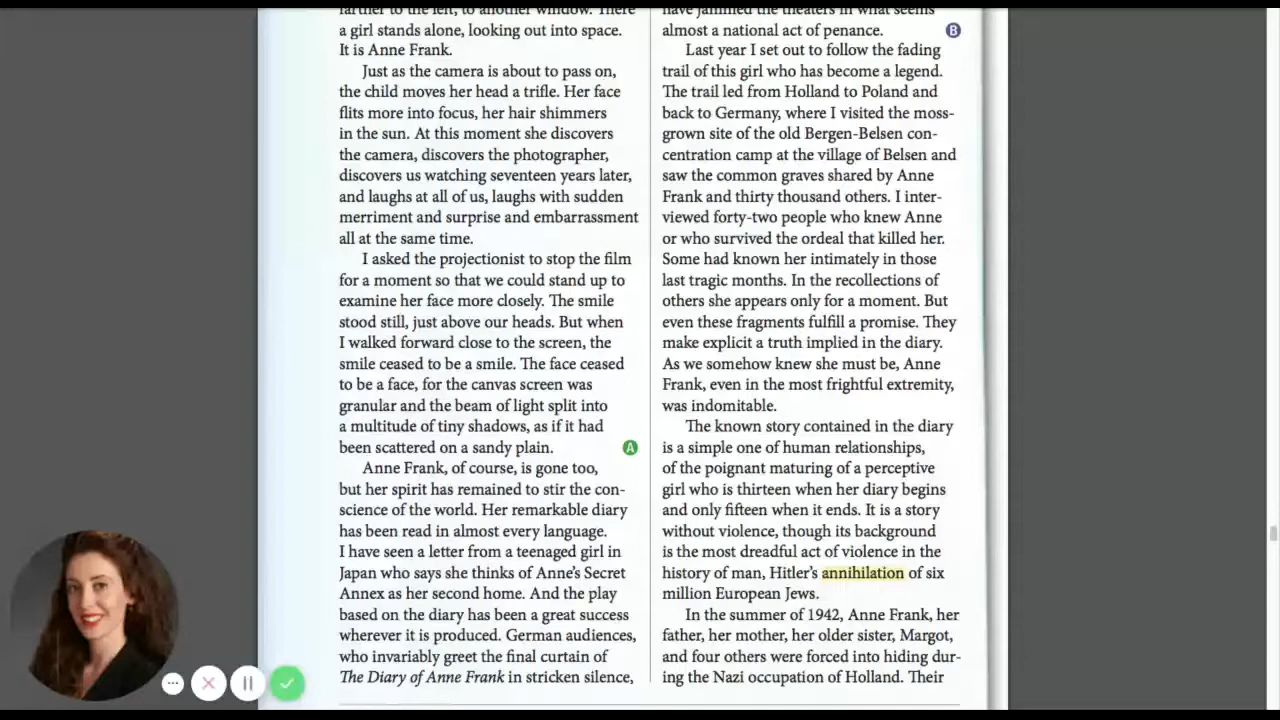 farther to the left, to another window. There
a girl stands alone, looking out into space.
It is Anne Frank.
Just as the camera is about to pass on,
the child moves her head a trifle. Her face
flits more into focus, her hair shimmers
in the sun. At this moment she discovers
the camera, discovers the photographer,
discovers us watching seventeen years later,
and laughs at all of us, laughs with sudden
merriment and surprise and embarrassment
all at the same time.
I asked the projectionist to stop the film
for a moment so that we could stand up to
examine her face more closely. The smile
stood still, just above our heads. But when
I walked forward close to the screen, the
smile ceased to be a smile. The face ceased
to be a face, for the canvas screen was
granular and the beam of light split into
a multitude of tiny shadows, as if it had
been scattered on a sandy plain. A
Anne Frank, of course, is gone too,
but her spirit has remained to stir the con-
science of the world. Her remarkable diary
has been read in almost every language.
I have seen a letter from a teenaged girl in
Japan who says she thinks of Anne's Secret
Annex as her second home. And the play
based on the diary has been a great success
wherever it is produced. German audiences,
who invariably greet the final curtain of
The Diary of Anne Frank in stricken silence,
have jammed the theaters in what seems
almost a national act of penance. B
Last year I set out to follow the fading
trail of this girl who has become a legend.
The trail led from Holland to Poland and
back to Germany, where I visited the moss-
grown site of the old Bergen-Belsen con-
centration camp at the village of Belsen and
saw the common graves shared by Anne
Frank and thirty thousand others. I inter-
viewed forty-two people who knew Anne
or who survived the ordeal that killed her.
Some had known her intimately in those
last tragic months. In the recollections of
others she appears only for a moment. But
even these fragments fulfill a promise. They
make explicit a truth implied in the diary.
As we somehow knew she must be, Anne
Frank, even in the most frightful extremity,
was indomitable.
The known story contained in the diary
is a simple one of human relationships,
of the poignant maturing of a perceptive
girl who is thirteen when her diary begins
and only fifteen when it ends. It is a story
without violence, though its background
is the most dreadful act of violence in the
history of man, Hitler's annihilation of six
million European Jews.
In the summer of 1942, Anne Frank, her
father, her mother, her older sister, Margot,
and four others were forced into hiding dur-
ing the Nazi occupation of Holland. Their